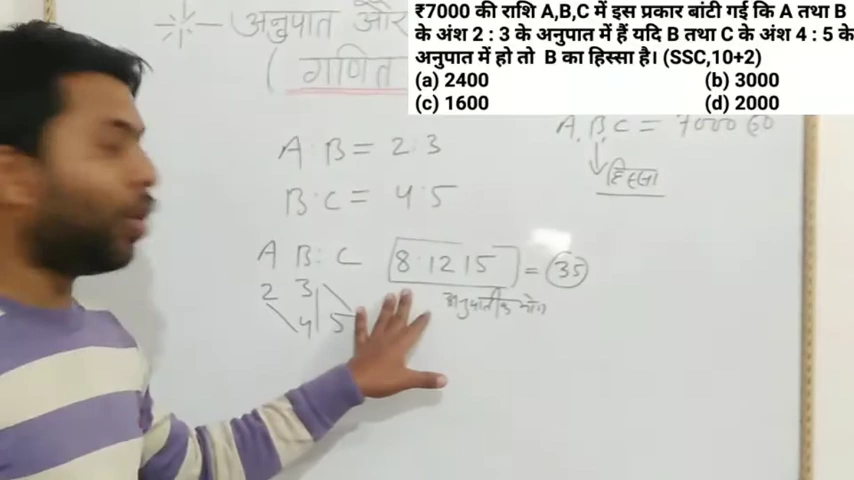 ₹7000 की राशि A,B,C में इस प्रकार बांटी गई कि A तथा B
के अंश 2 : 3 के अनुपात में हैं यदि B तथा C के अंश 4 : 5 के
अनुपात में हो तो B का हिस्सा है। (SSC,10+2)
(a) 2400 (b) 3000
(c) 1600 (d) 2000
अनुपात और
( गणित
A, B, C = 7000
हिस्सा
A : B = 2 : 3
B : C = 4 : 5
A B : C 8 : 12 15 = 35
2 3
4 5
अनुपातिक योग